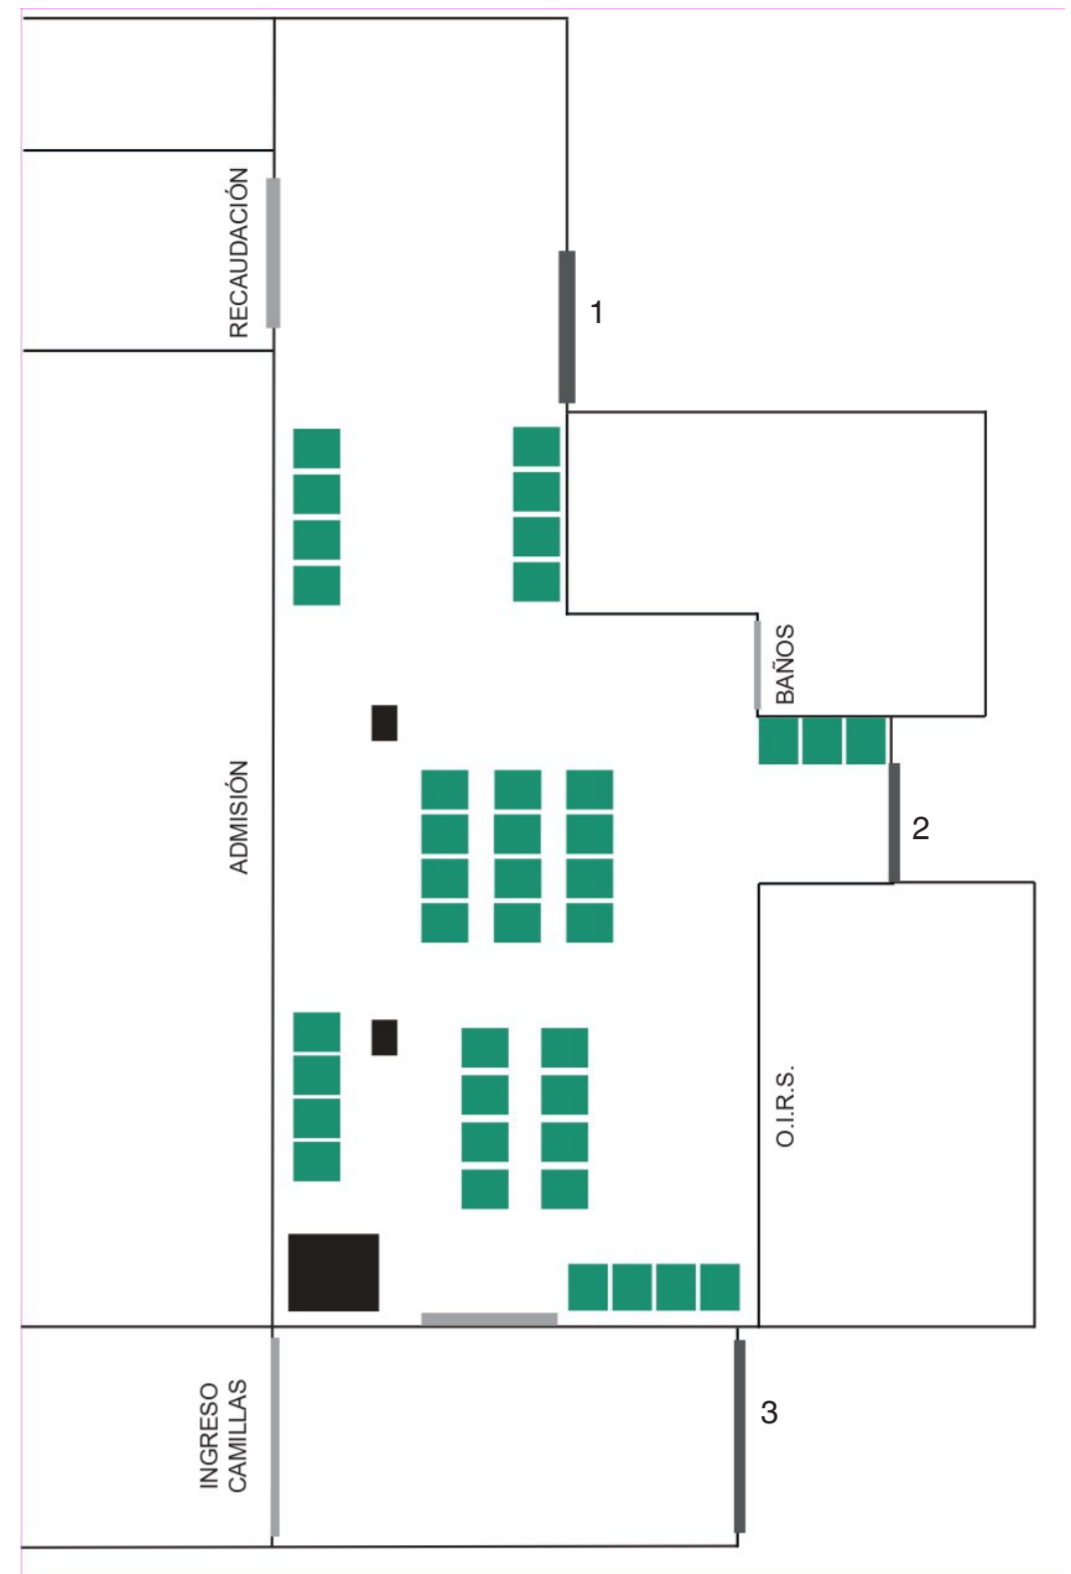 RECAUDACIÓN
1
BAÑOS
ADMISIÓN
2
O.I.R.S.
INGRESO
CAMILLAS
3